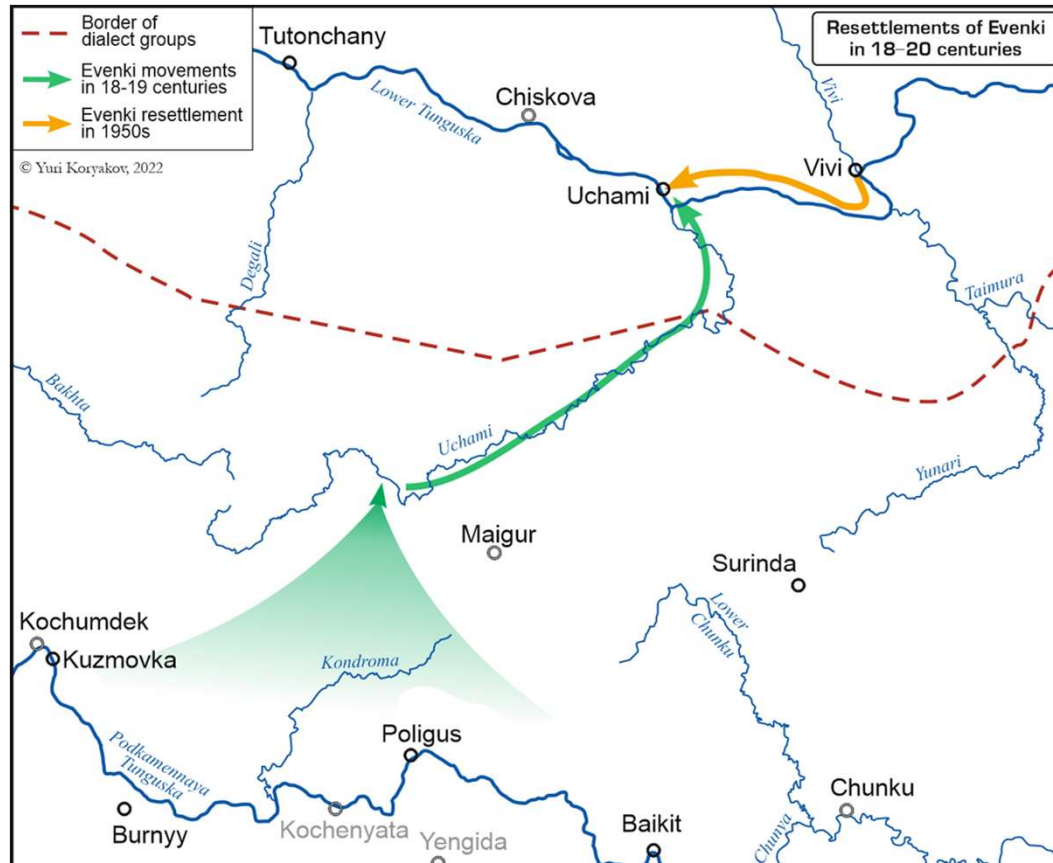 Border of
dialect groups
Evenki movements
in 18-19 centuries
Evenki resettlement
in 1950s
© Yuri Koryakov, 2022
Resettlements of Evenki
in 18–20 centuries
Tutonchany
Lower Tunguska
Chiskova
Vivi
Vivi
Uchami
Degali
Taimura
Bakhta
Uchami
Yunari
Maigur
Surinda
Lower
Chunku
Kochumdek
Kuzmovka
Kondroma
Poligus
Podkamennaya
Tunguska
Burnyy
Kochenyata
Yengida
Baikit
Chunya
Chunku